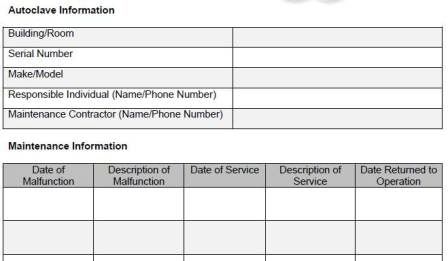 Autoclave Information
Building/Room
Serial Number
Make/Model
Responsible Individual (Name/Phone Number)
Maintenance Contractor (Name/Phone Number)
Maintenance Information
Date of Malfunction
Description of Malfunction
Date of Service
Description of Service
Date Returned to Operation